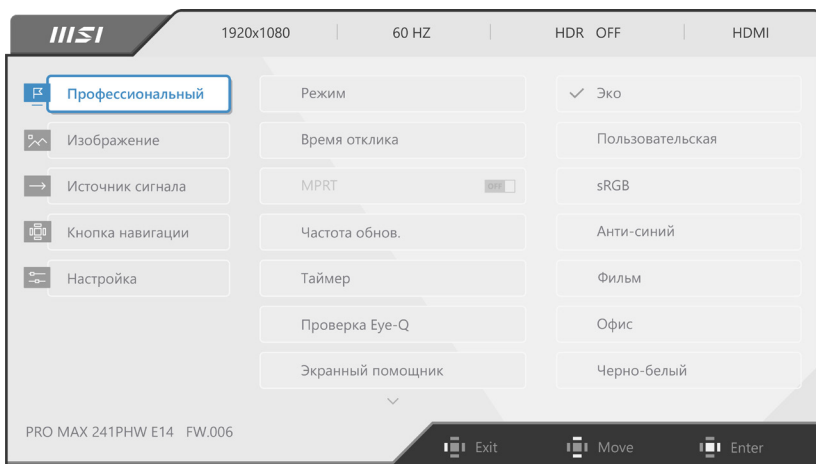 msi 1920x1080 60 HZ HDR OFF HDMI
Профессиональный Режим Эко
Изображение Время отклика Пользовательская
Источник сигнала MPRT OFF sRGB
Кнопка навигации Частота обнов. Анти-синий
Настройка Таймер Фильм
Проверка Eye-Q Офис
Экранный помощник Черно-белый
PRO MAX 241PHW E14 FW.006
Exit Move Enter